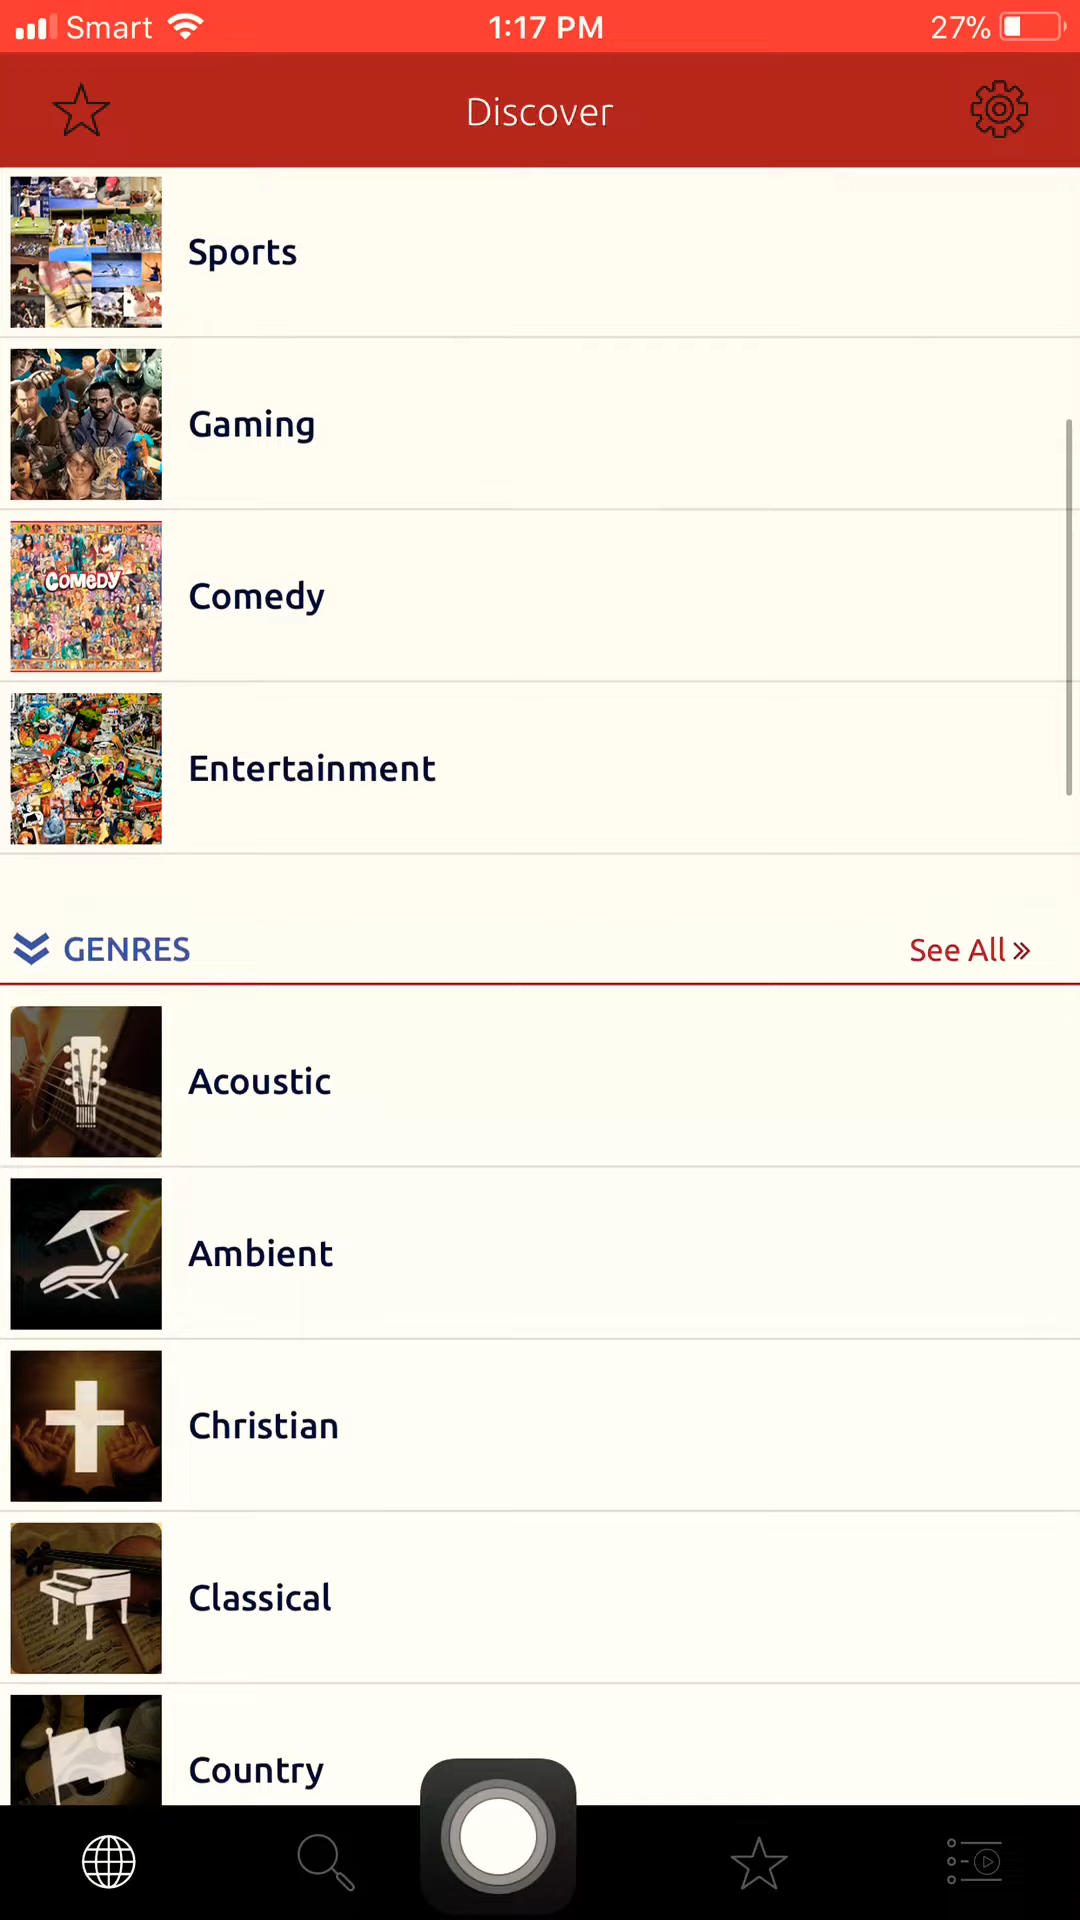 Smart 1:17 PM 27%
Discover
Sports
Gaming
COMEDY
Comedy
Entertainment
GENRES See All »
Acoustic
Ambient
Christian
Classical
Country